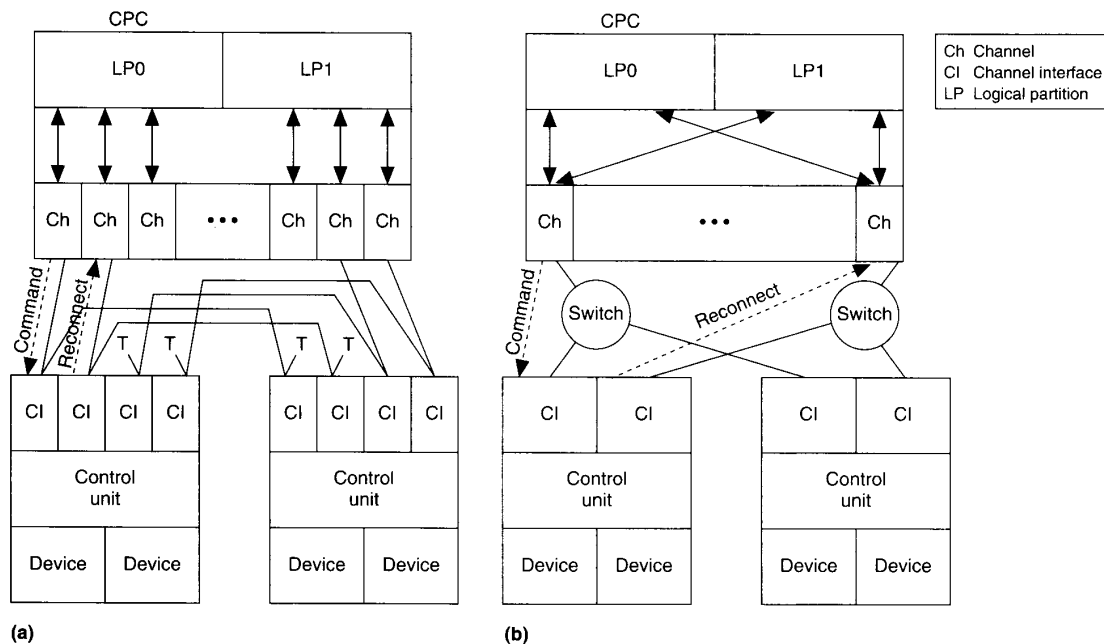 CPC
LP0 LP1
Ch Ch Ch ••• Ch Ch Ch
Command
Reconnect
T T T T
CI CI CI CI
CI CI CI CI
Control
unit
Control
unit
Device Device
Device Device
(a)
CPC
LP0 LP1
Ch ••• Ch
Command
Reconnect
Switch
Switch
CI CI
CI CI
Control
unit
Control
unit
Device Device
Device Device
(b)
Ch Channel
CI Channel interface
LP Logical partition